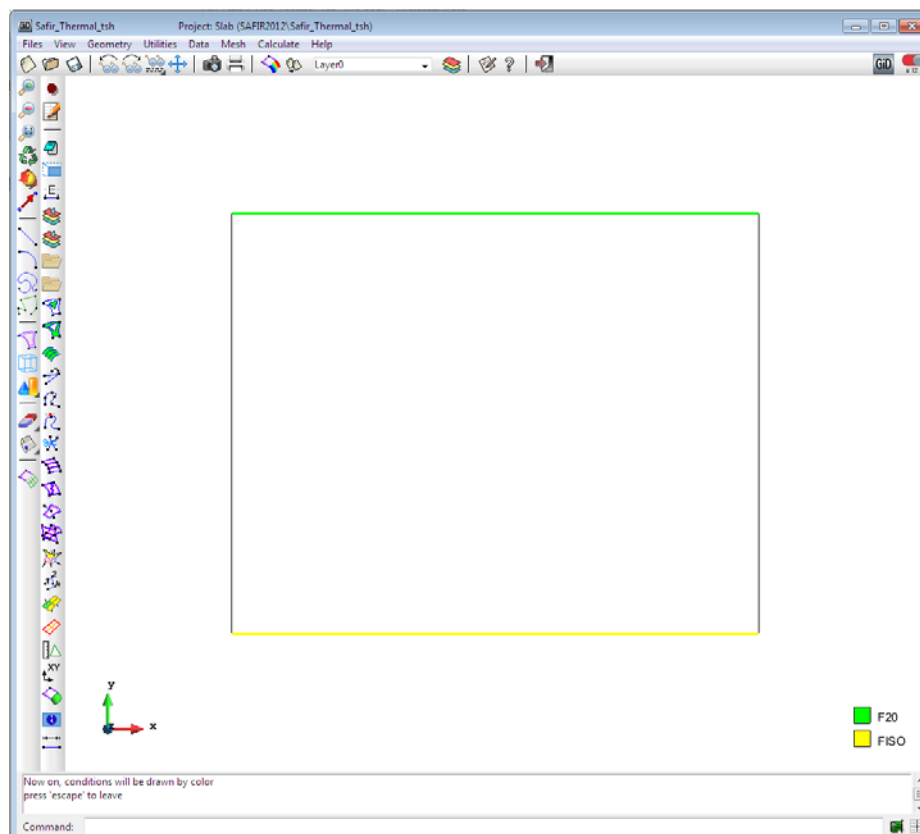 Safir_Thermal_tsh Project: Slab (SAFIR2012\Safir_Thermal_tsh)
Files View Geometry Utilities Data Mesh Calculate Help
Layer0
GiD
E
XY
y
x
F20
FISO
Now on, conditions will be drawn by color
press 'escape' to leave
Command: